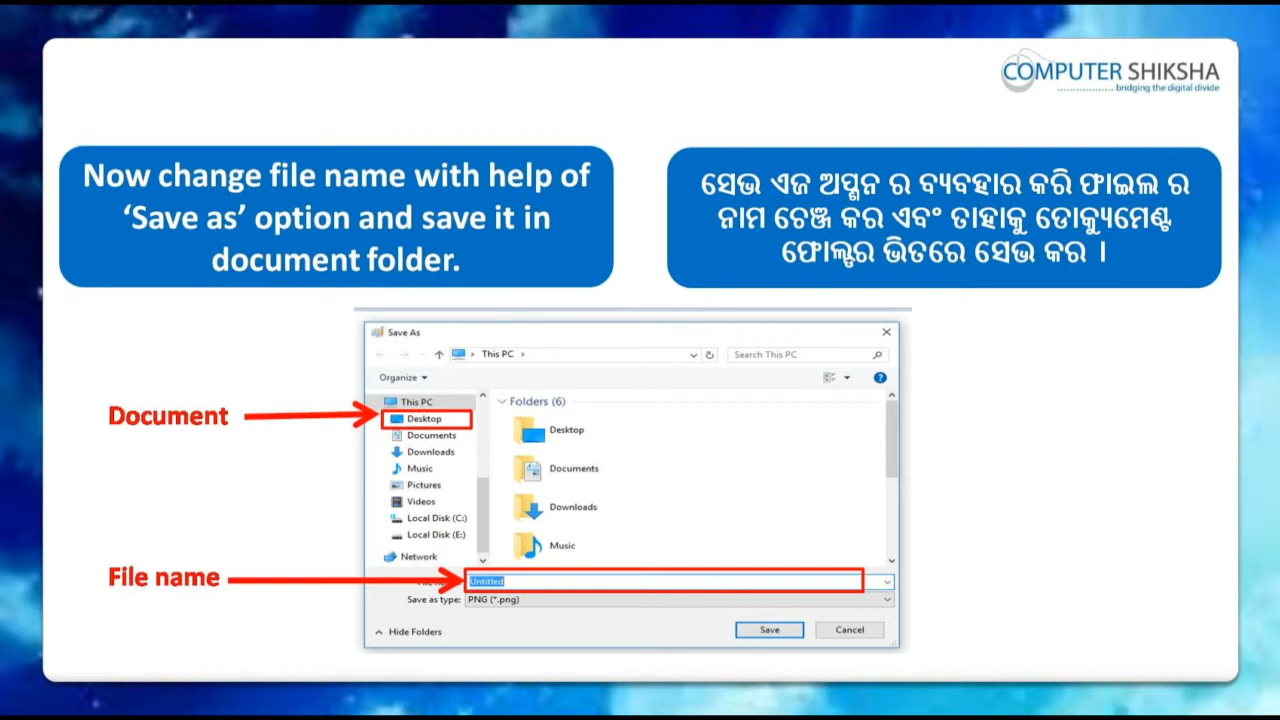 COMPUTER SHIKSHA
bridging the digital divide
Now change file name with help of
‘Save as’ option and save it in
document folder.
ସେଭ ଏଜ ଅପ୍ସନ ର ବ୍ୟବହାର କରି ଫାଇଲ ର
ନାମ ଚେଞ୍ଜ କର ଏବଂ ତାହାକୁ ଡୋକ୍ୟୁମେଣ୍ଟ
ଫୋଲ୍ଡର ଭିତରେ ସେଭ କର ।
Save As
This PC
Search This PC
Organize
This PC
Desktop
Documents
Downloads
Music
Pictures
Videos
Local Disk (C:)
Local Disk (E:)
Network
Folders (6)
Desktop
Documents
Downloads
Music
Document
File name
Untitled
Save as type: PNG (*.png)
Hide Folders
Save
Cancel